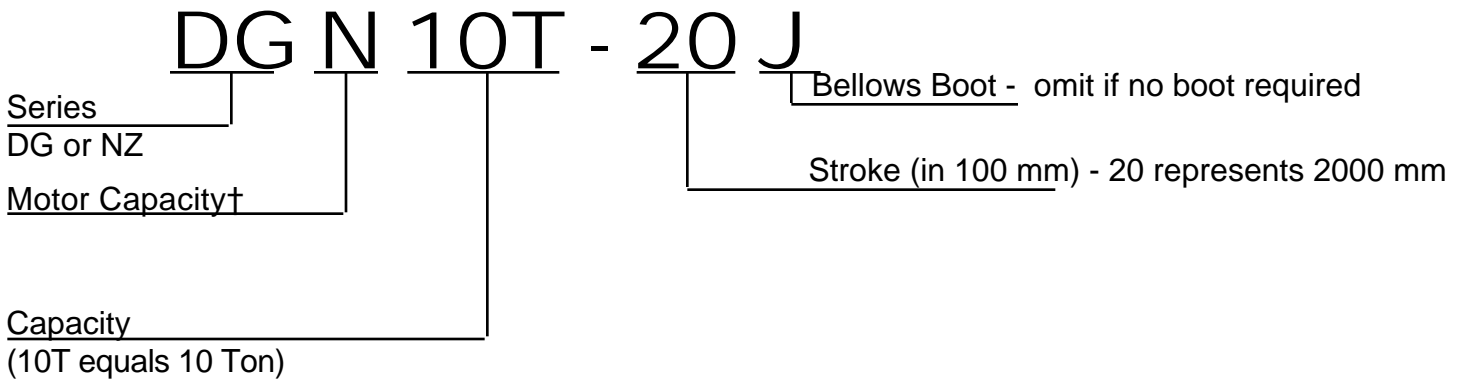 DG N 10T - 20 J
Bellows Boot - omit if no boot required
Series
DG or NZ
Stroke (in 100 mm) - 20 represents 2000 mm
Motor Capacity†
Capacity
(10T equals 10 Ton)